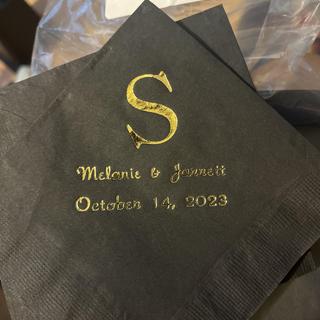 S
Melanie & Jarrett
October 14, 2023